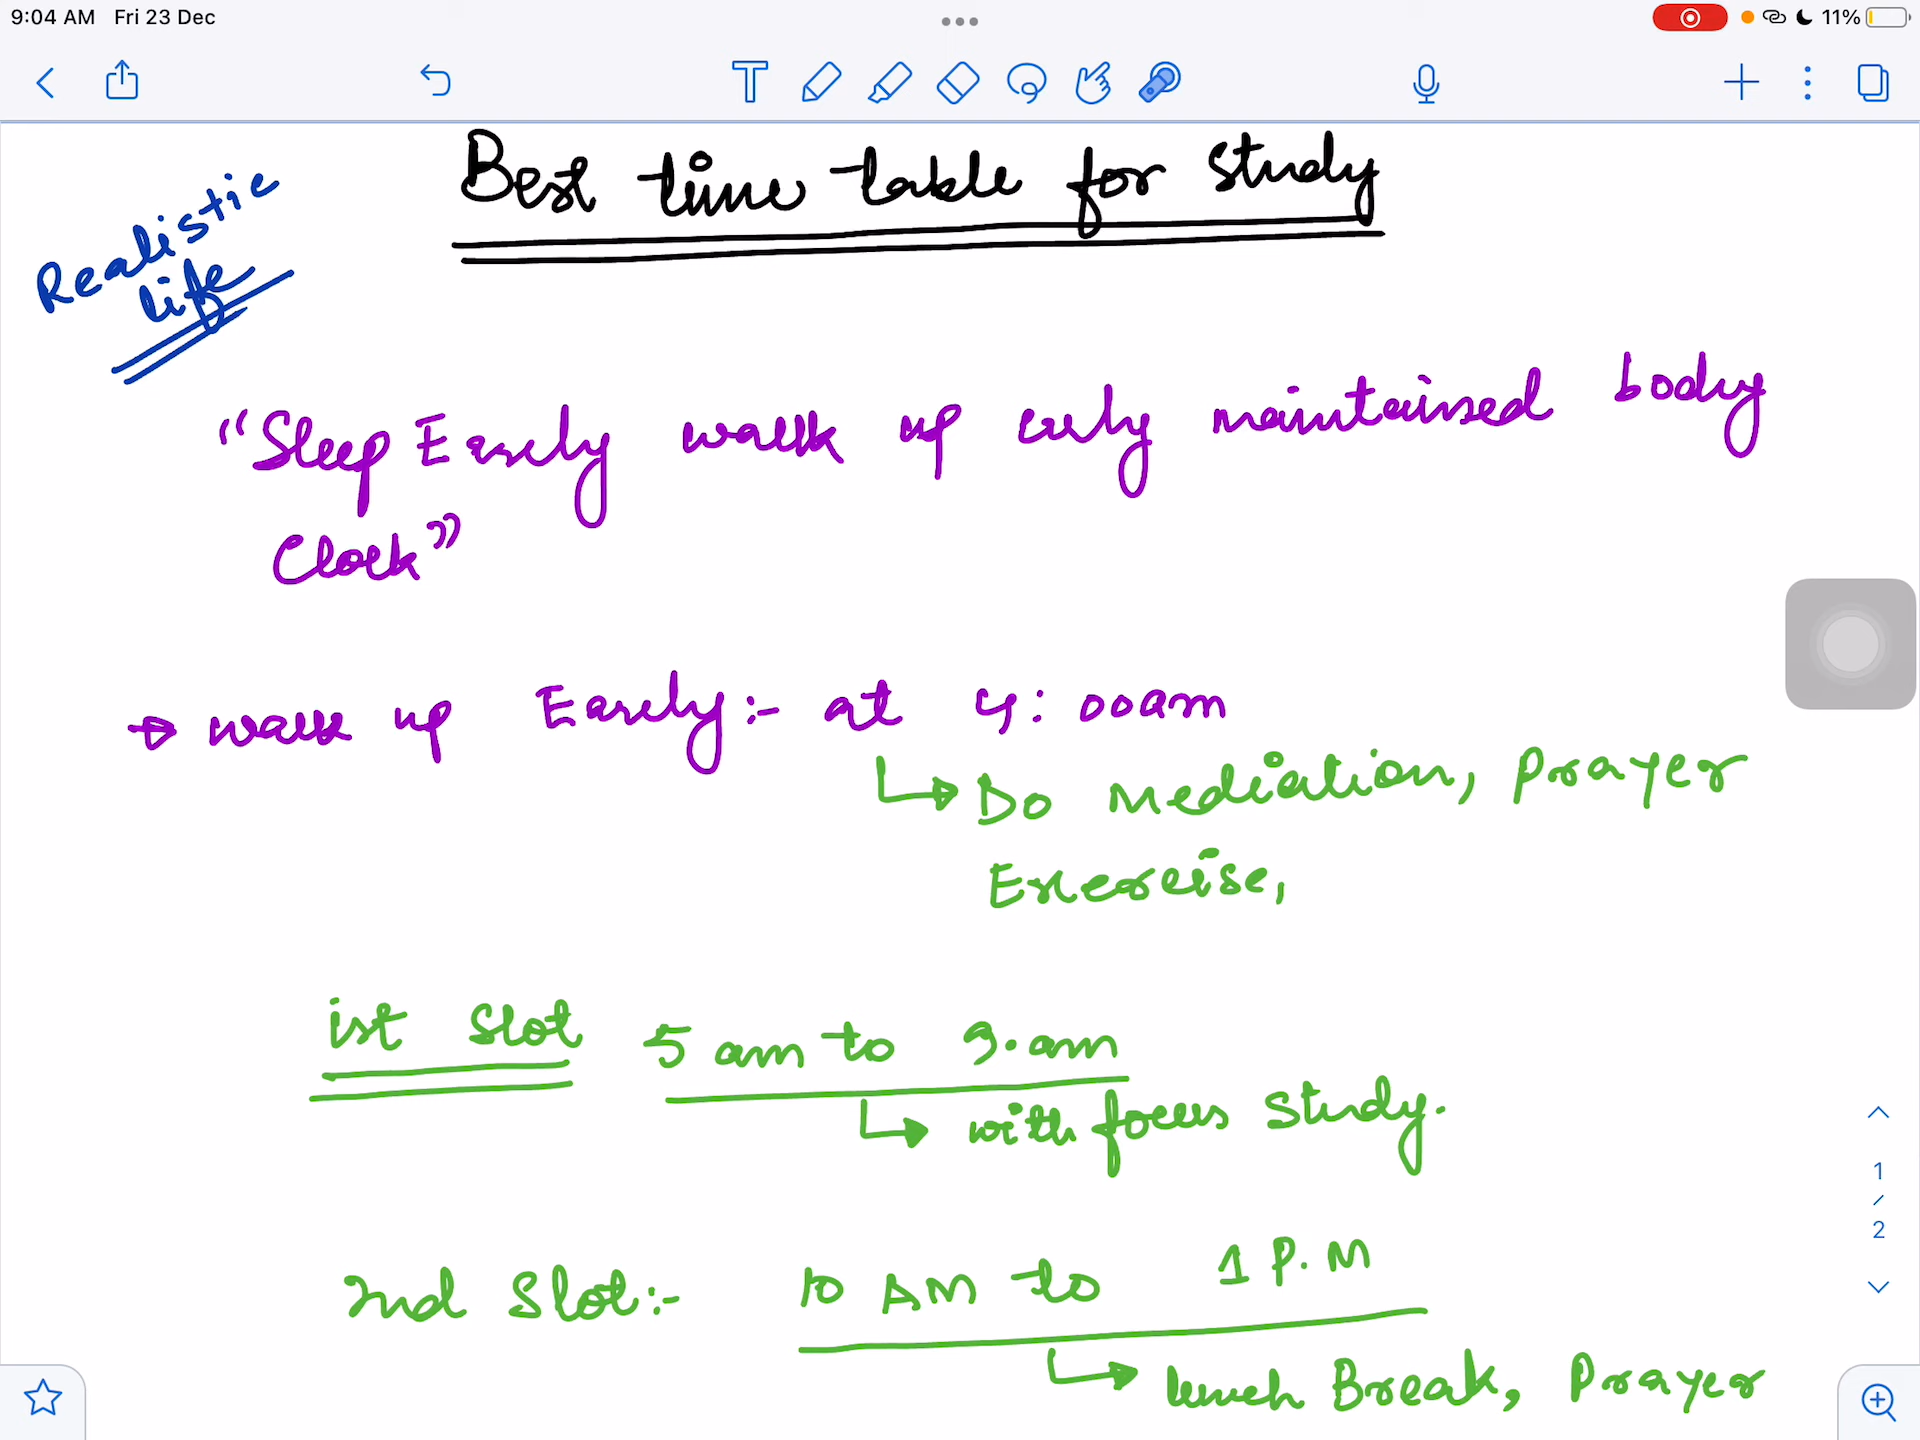 9:04 AM Fri 23 Dec
11%
Best time table for study
Realistic
life
"Sleep Early walk up erly maintained body
Clock"
→ walk up Early:- at 4:00am
↳ Do Mediation, Prayer
Exercise,
ist Slot 5 am to 9.am
↳ with focus Study.
2nd Slot:- 10 AM to 1 P.M
↳ lunch Break, Prayer
1
/
2